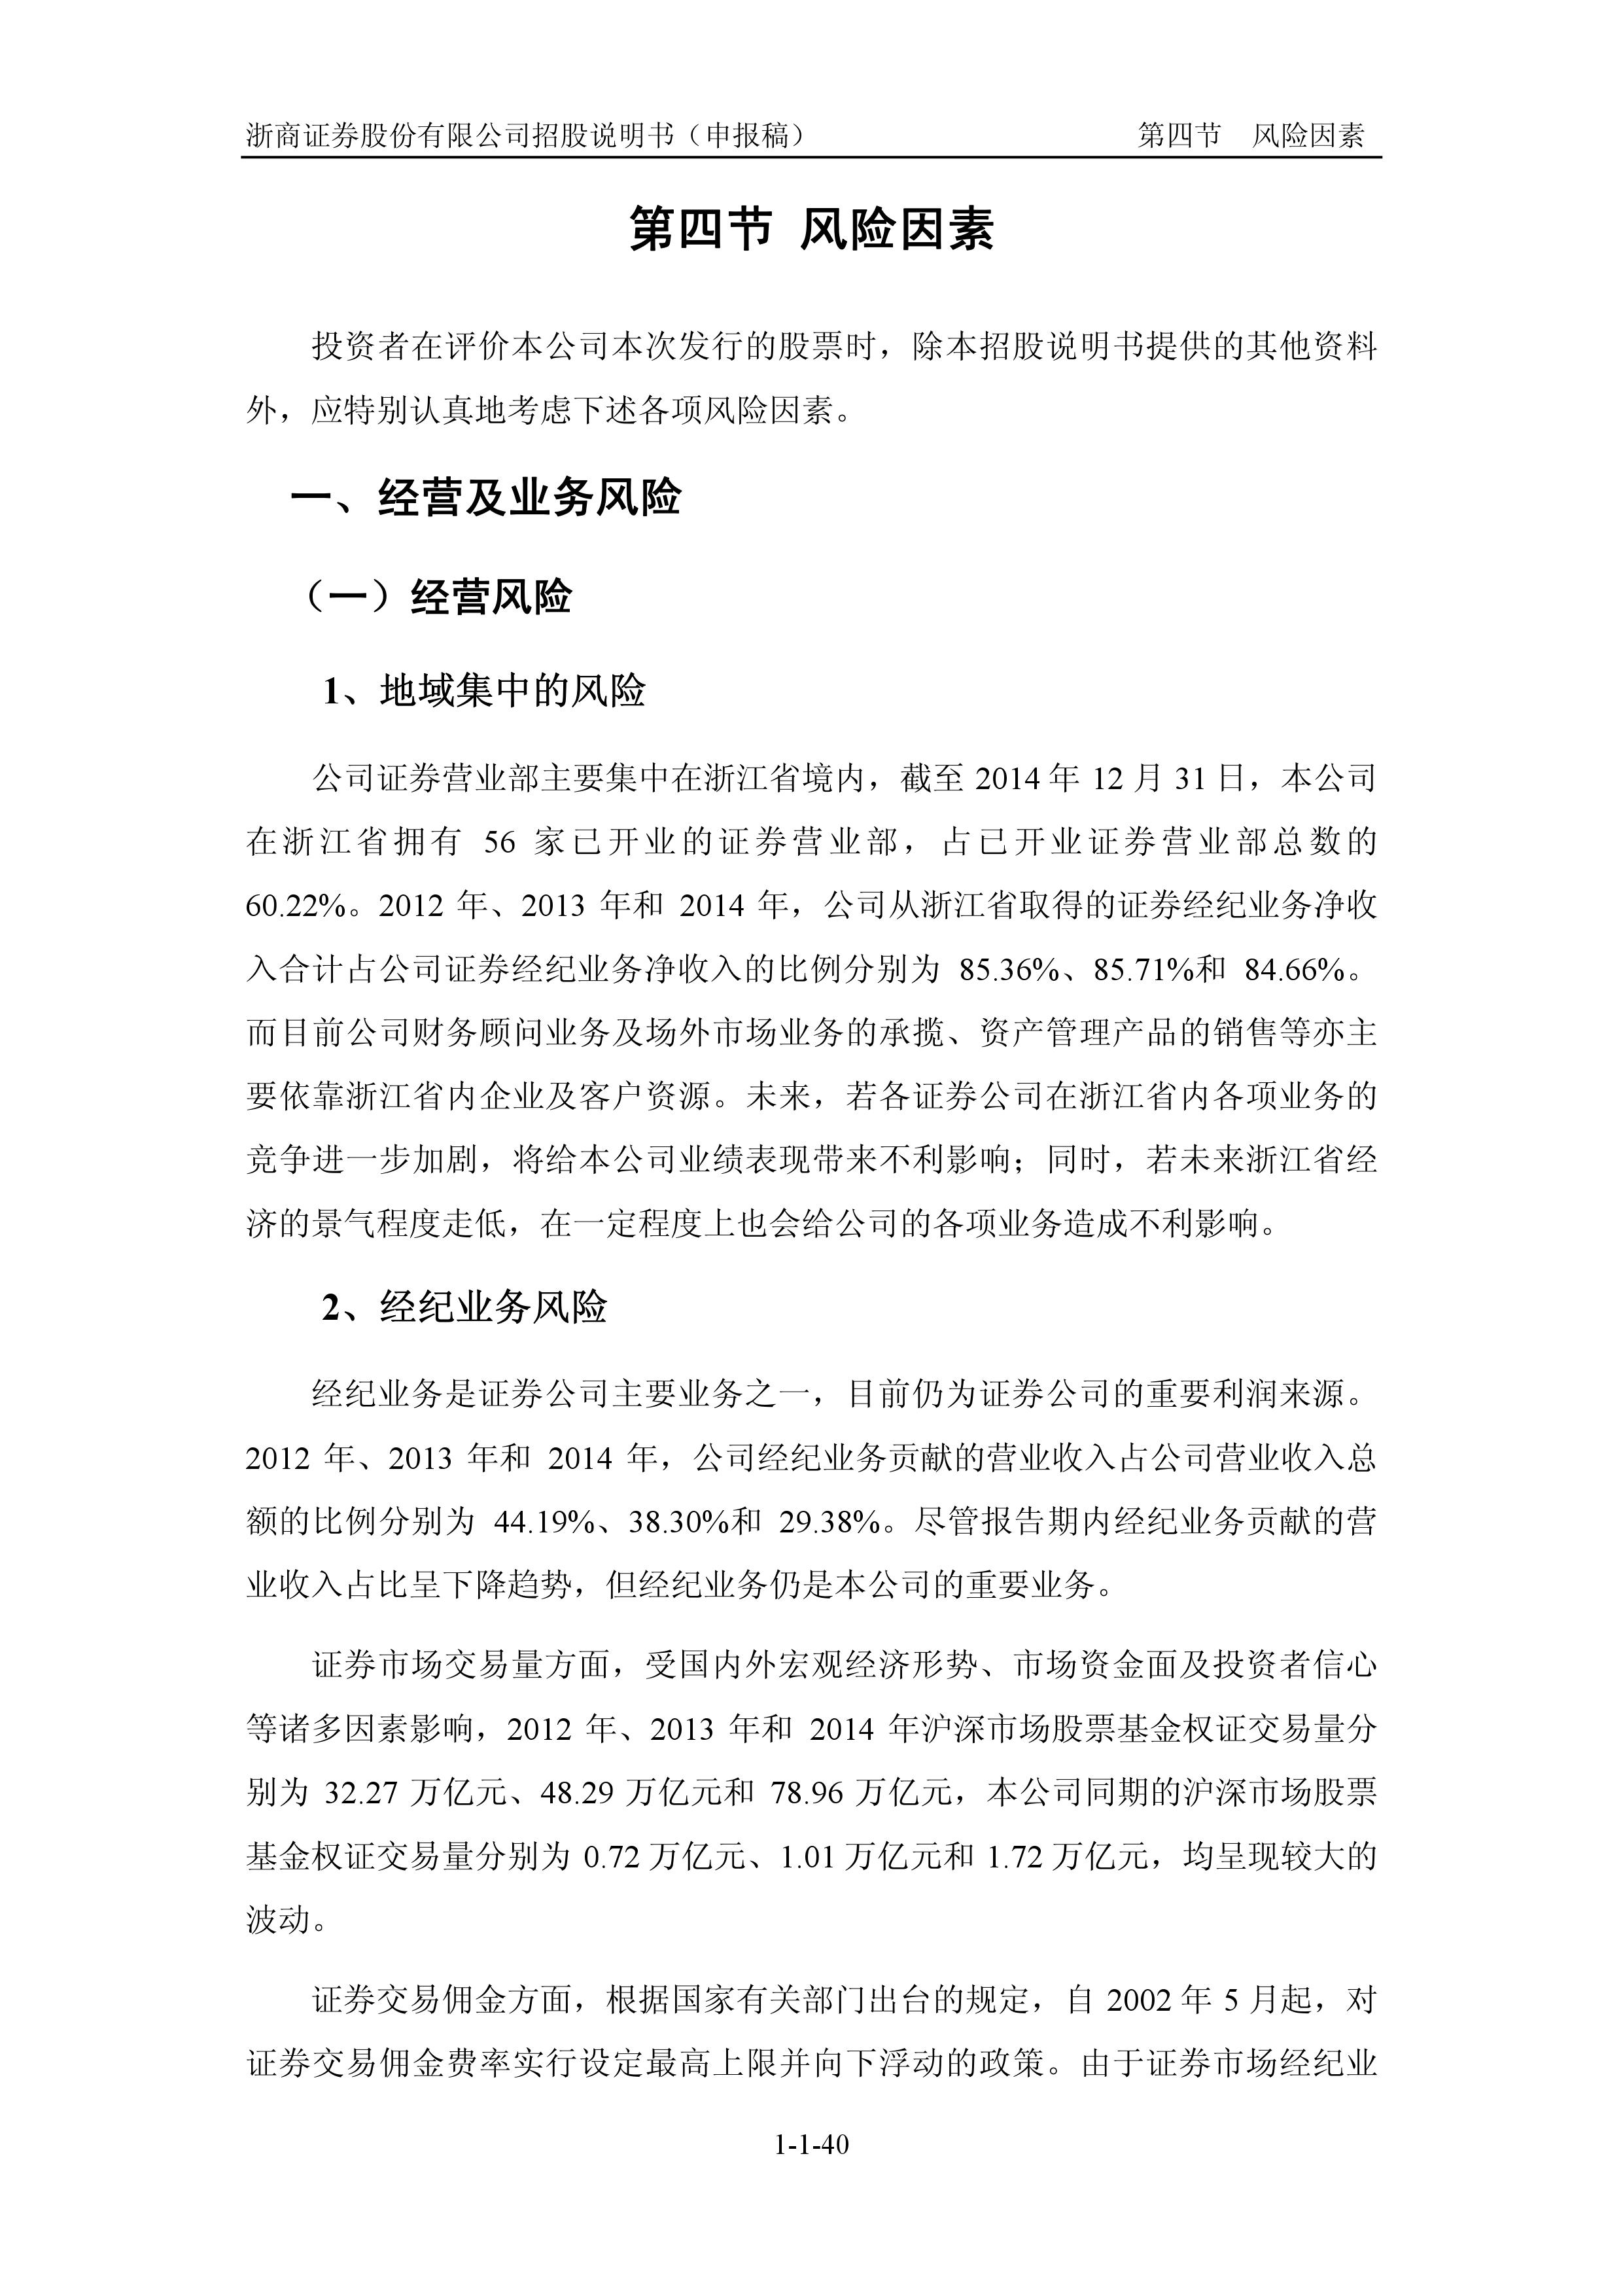 浙商证券股份有限公司招股说明书（申报稿） 第四节 风险因素
第四节 风险因素
投资者在评价本公司本次发行的股票时，除本招股说明书提供的其他资料
外，应特别认真地考虑下述各项风险因素。
一、经营及业务风险
（一）经营风险
1、地域集中的风险
公司证券营业部主要集中在浙江省境内，截至 2014 年 12 月 31 日，本公司
在浙江省拥有 56 家已开业的证券营业部，占已开业证券营业部总数的
60.22%。2012 年、2013 年和 2014 年，公司从浙江省取得的证券经纪业务净收
入合计占公司证券经纪业务净收入的比例分别为 85.36%、85.71%和 84.66%。
而目前公司财务顾问业务及场外市场业务的承揽、资产管理产品的销售等亦主
要依靠浙江省内企业及客户资源。未来，若各证券公司在浙江省内各项业务的
竞争进一步加剧，将给本公司业绩表现带来不利影响；同时，若未来浙江省经
济的景气程度走低，在一定程度上也会给公司的各项业务造成不利影响。
2、经纪业务风险
经纪业务是证券公司主要业务之一，目前仍为证券公司的重要利润来源。
2012 年、2013 年和 2014 年，公司经纪业务贡献的营业收入占公司营业收入总
额的比例分别为 44.19%、38.30%和 29.38%。尽管报告期内经纪业务贡献的营
业收入占比呈下降趋势，但经纪业务仍是本公司的重要业务。
证券市场交易量方面，受国内外宏观经济形势、市场资金面及投资者信心
等诸多因素影响，2012 年、2013 年和 2014 年沪深市场股票基金权证交易量分
别为 32.27 万亿元、48.29 万亿元和 78.96 万亿元，本公司同期的沪深市场股票
基金权证交易量分别为 0.72 万亿元、1.01 万亿元和 1.72 万亿元，均呈现较大的
波动。
证券交易佣金方面，根据国家有关部门出台的规定，自 2002 年 5 月起，对
证券交易佣金费率实行设定最高上限并向下浮动的政策。由于证券市场经纪业
1-1-40